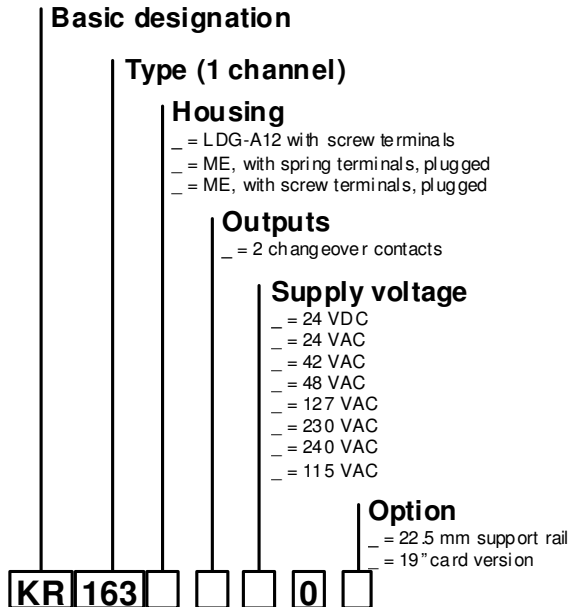 Basic designation
Type (1 channel)
Housing
_ = LDG-A12 with screw terminals
_ = ME, with spring terminals, plugged
_ = ME, with screw terminals, plugged
Outputs
_ = 2 changeover contacts
Supply voltage
_ = 24 VDC
_ = 24 VAC
_ = 42 VAC
_ = 48 VAC
_ = 127 VAC
_ = 230 VAC
_ = 240 VAC
_ = 115 VAC
Option
_ = 22.5 mm support rail
_ = 19” card version
KR 163 0